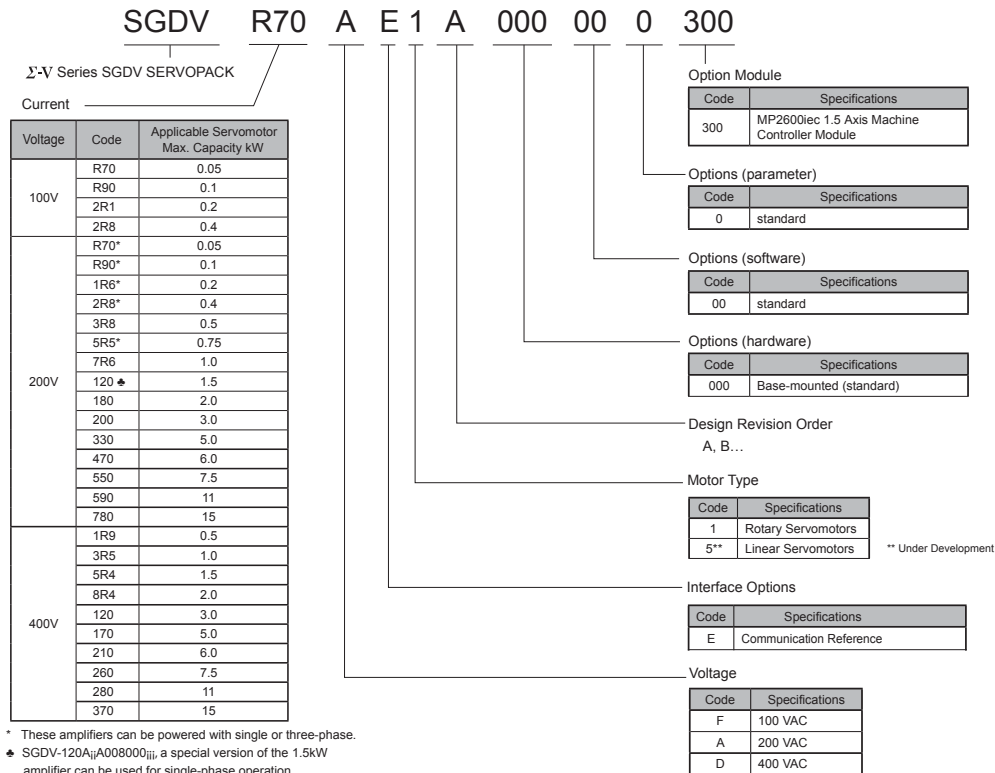 SGDV R70 A E 1 A 000 00 0 300
Σ-V Series SGDV SERVOPACK
Current
Voltage Code Applicable Servomotor Max. Capacity kW
100V
R70 0.05
R90 0.1
2R1 0.2
2R8 0.4
200V
R70* 0.05
R90* 0.1
1R6* 0.2
2R8* 0.4
3R8 0.5
5R5* 0.75
7R6 1.0
120 ♣ 1.5
180 2.0
200 3.0
330 5.0
470 6.0
550 7.5
590 11
780 15
400V
1R9 0.5
3R5 1.0
5R4 1.5
8R4 2.0
120 3.0
170 5.0
210 6.0
260 7.5
280 11
370 15
* These amplifiers can be powered with single or three-phase.
♣ SGDV-120A¡¡A008000¡¡¡, a special version of the 1.5kW
amplifier can be used for single-phase operation
Option Module
Code Specifications
300 MP2600iec 1.5 Axis Machine
Controller Module
Options (parameter)
Code Specifications
0 standard
Options (software)
Code Specifications
00 standard
Options (hardware)
Code Specifications
000 Base-mounted (standard)
Design Revision Order
A, B…
Motor Type
Code Specifications
1 Rotary Servomotors
5** Linear Servomotors
** Under Development
Interface Options
Code Specifications
E Communication Reference
Voltage
Code Specifications
F 100 VAC
A 200 VAC
D 400 VAC